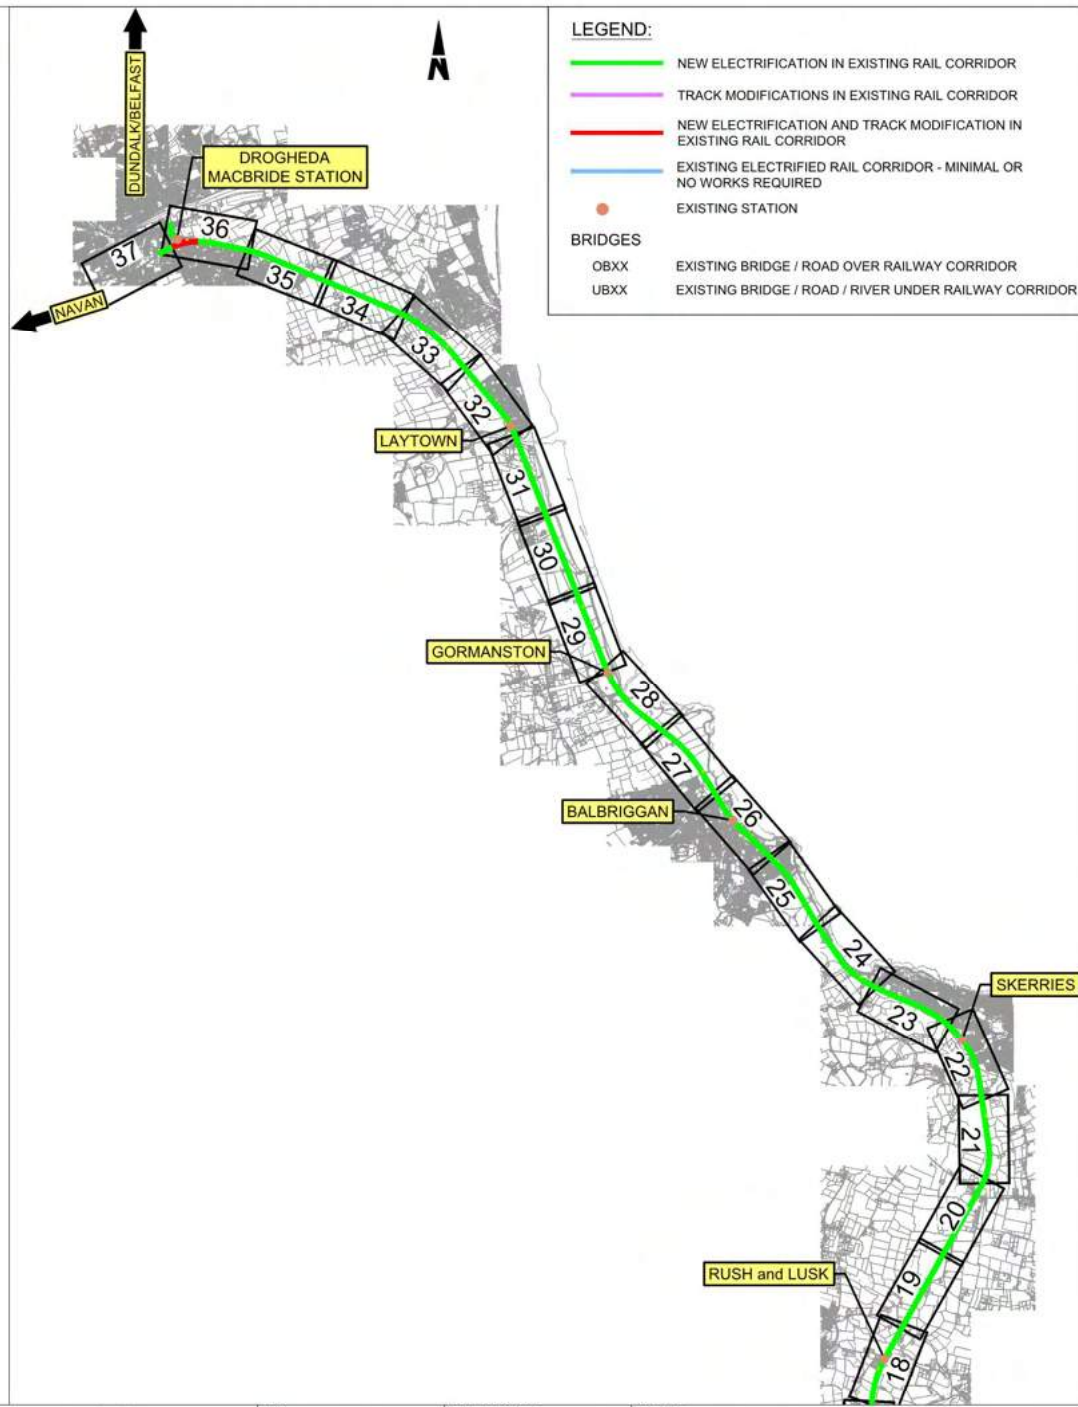 LEGEND:
NEW ELECTRIFICATION IN EXISTING RAIL CORRIDOR
TRACK MODIFICATIONS IN EXISTING RAIL CORRIDOR
NEW ELECTRIFICATION AND TRACK MODIFICATION IN
EXISTING RAIL CORRIDOR
EXISTING ELECTRIFIED RAIL CORRIDOR - MINIMAL OR
NO WORKS REQUIRED
EXISTING STATION
BRIDGES
OBXX EXISTING BRIDGE / ROAD OVER RAILWAY CORRIDOR
UBXX EXISTING BRIDGE / ROAD / RIVER UNDER RAILWAY CORRIDOR
N
DUNDALK/BELFAST
DROGHEDA
MACBRIDE STATION
NAVAN
37
36
35
34
33
32
LAYTOWN
31
30
29
GORMANSTON
28
27
BALBRIGGAN
26
25
24
23
SKERRIES
22
21
20
19
RUSH and LUSK
18